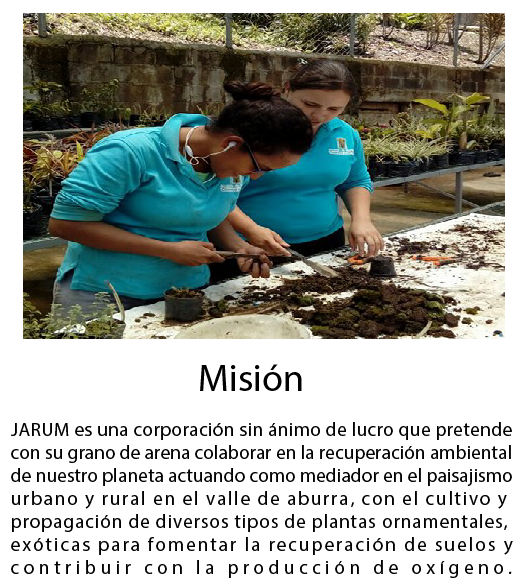 Misión
JARUM es una corporación sin ánimo de lucro que pretende
con su grano de arena colaborar en la recuperación ambiental
de nuestro planeta actuando como mediador en el paisajismo
urbano y rural en el valle de aburra, con el cultivo y
propagación de diversos tipos de plantas ornamentales,
exóticas para fomentar la recuperación de suelos y
contribuir con la producción de oxígeno.